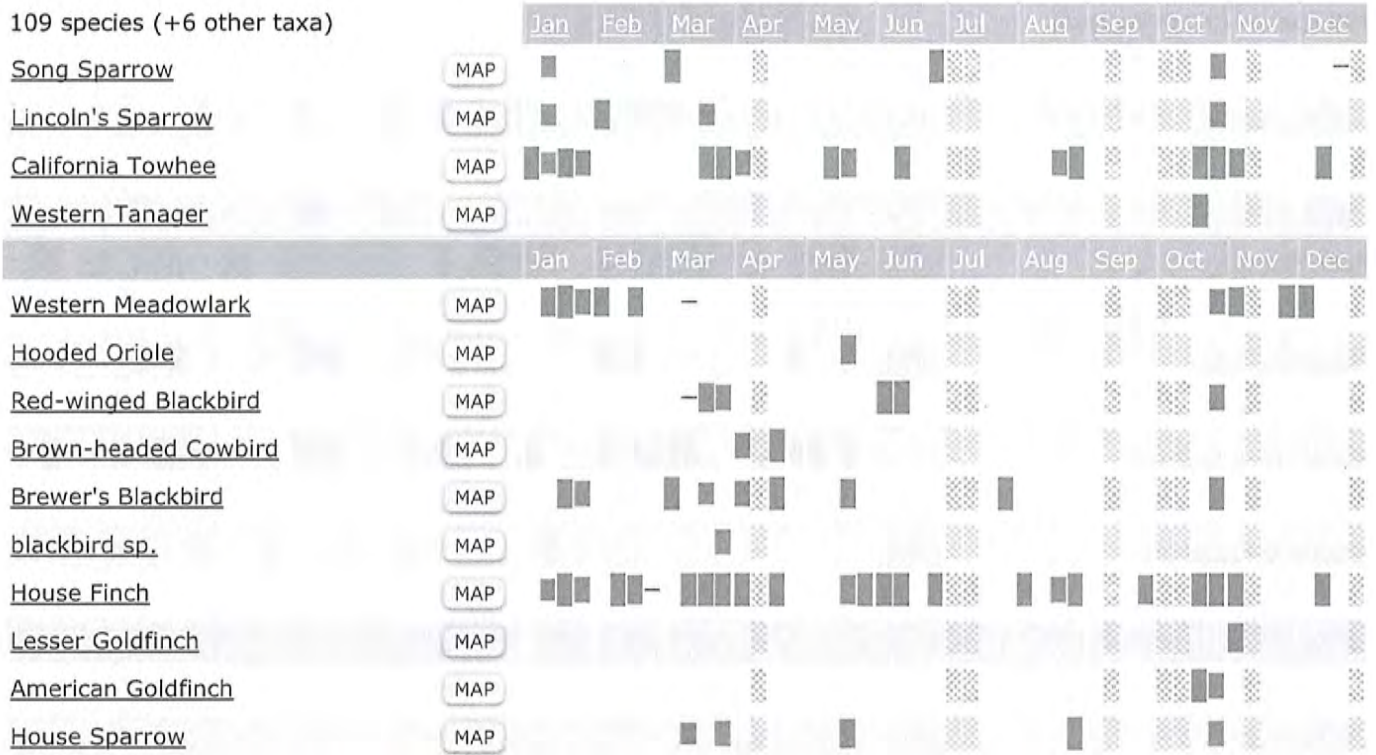 109 species (+6 other taxa) Jan Feb Mar Apr May Jun Jul Aug Sep Oct Nov Dec
Song Sparrow MAP
Lincoln's Sparrow MAP
California Towhee MAP
Western Tanager MAP
Jan Feb Mar Apr May Jun Jul Aug Sep Oct Nov Dec
Western Meadowlark MAP
Hooded Oriole MAP
Red-winged Blackbird MAP
Brown-headed Cowbird MAP
Brewer's Blackbird MAP
blackbird sp. MAP
House Finch MAP
Lesser Goldfinch MAP
American Goldfinch MAP
House Sparrow MAP